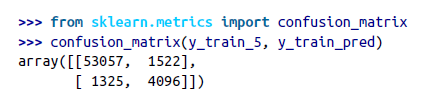 >>> from sklearn.metrics import confusion_matrix
>>> confusion_matrix(y_train_5, y_train_pred)
array([[53057,  1522],
       [ 1325,  4096]])